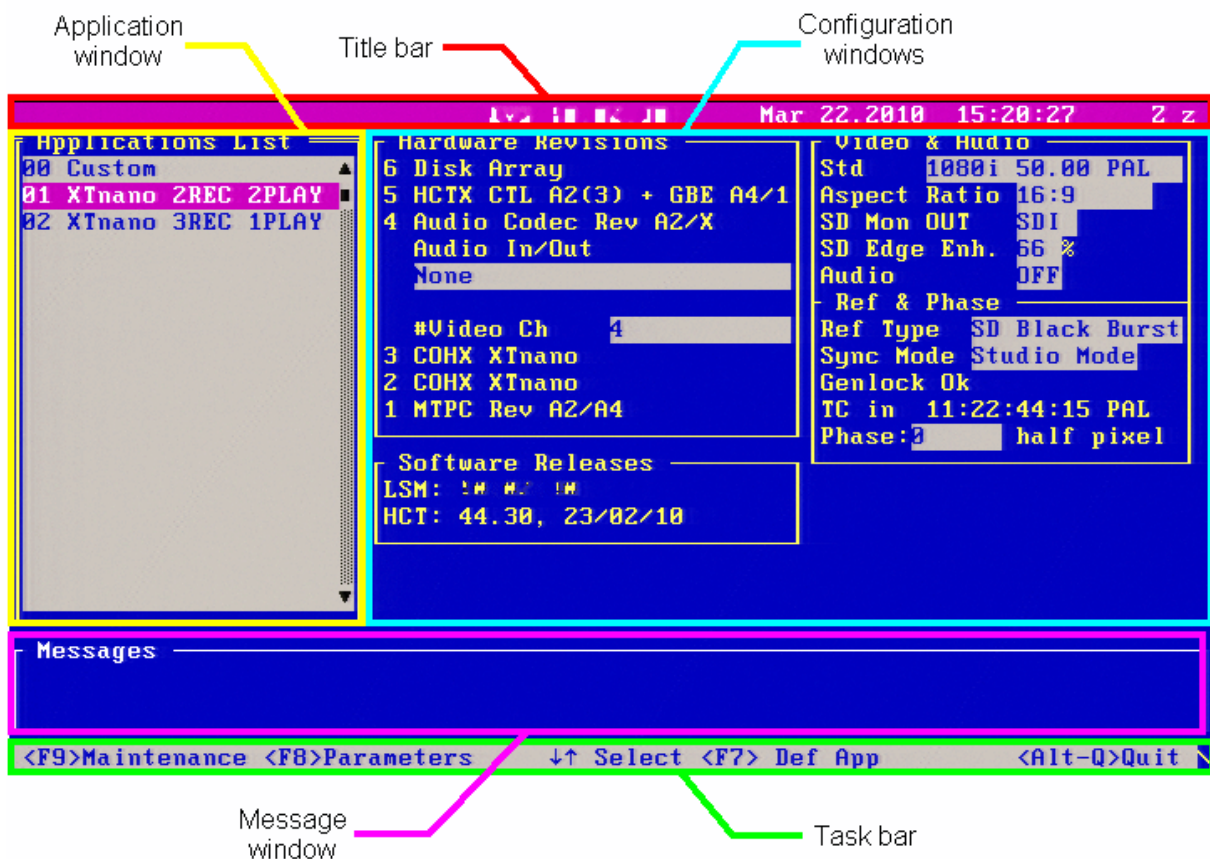 Application
window
Title bar
Configuration
windows
Mar 22.2010 15:20:27 Z z
Applications List
00 Custom
01 XTnano 2REC 2PLAY
02 XTnano 3REC 1PLAY
Hardware Revisions
6 Disk Array
5 HCTX CTL A2(3) + GBE A4/1
4 Audio Codec Rev A2/X
Audio In/Out
None
#Video Ch 4
3 COHX XTnano
2 COHX XTnano
1 MTPC Rev A2/A4
Software Releases
LSM:
HCT: 44.30, 23/02/10
Video & Audio
Std 1080i 50.00 PAL
Aspect Ratio 16:9
SD Mon OUT SDI
SD Edge Enh. 66 %
Audio OFF
Ref & Phase
Ref Type SD Black Burst
Sync Mode Studio Mode
Genlock Ok
TC in 11:22:44:15 PAL
Phase:0 half pixel
Messages
<F9>Maintenance <F8>Parameters ↓↑ Select <F7> Def App <Alt-Q>Quit
Message
window
Task bar